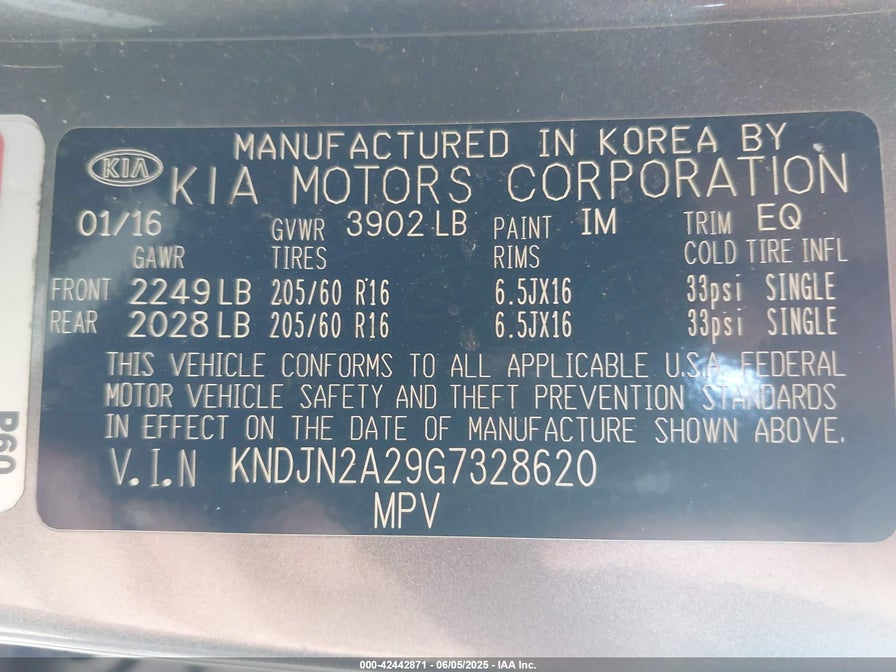 MANUFACTURED IN KOREA BY
KIA KIA MOTORS CORPORATION
01/16 GVWR 3902 LB PAINT IM TRIM EQ
GAWR TIRES RIMS COLD TIRE INFL
FRONT 2249 LB 205/60 R16 6.5JX16 33psi SINGLE
REAR 2028 LB 205/60 R16 6.5JX16 33psi SINGLE
THIS VEHICLE CONFORMS TO ALL APPLICABLE U.S.A FEDERAL
MOTOR VEHICLE SAFETY AND THEFT PREVENTION STANDARDS
IN EFFECT ON THE DATE OF MANUFACTURE SHOWN ABOVE.
V.I.N KNDJN2A29G7328620
MPV
P60
000-42442871 - 06/05/2025 - IAA Inc.